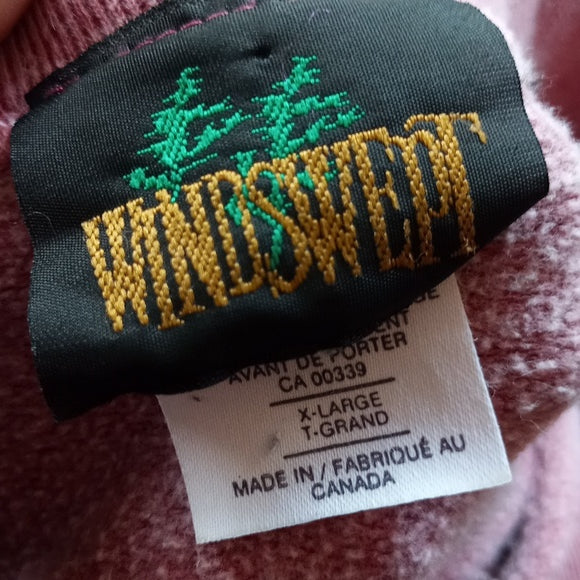 WINDSWEPT
AVANT DE PORTER
CA 00339
X-LARGE
T-GRAND
MADE IN / FABRIQUÉ AU
CANADA